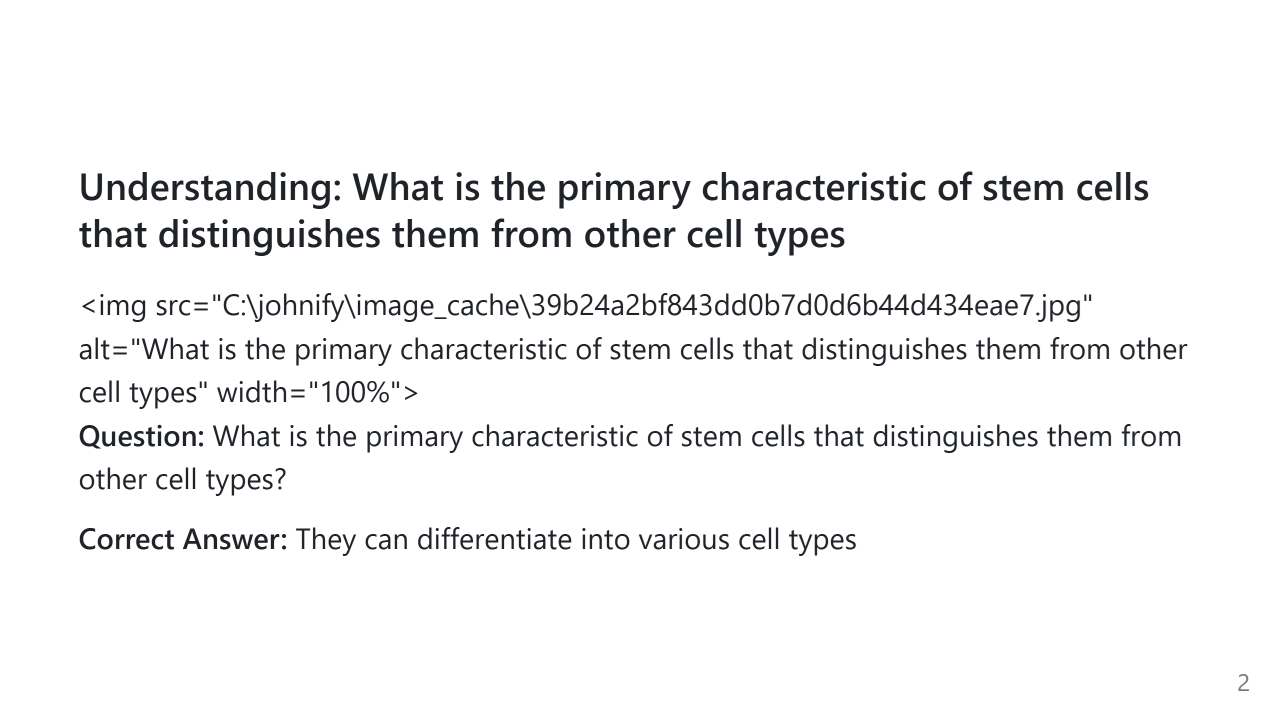 Understanding: What is the primary characteristic of stem cells
that distinguishes them from other cell types
<img src="C:\johnify\image_cache\39b24a2bf843dd0b7d0d6b44d434eae7.jpg"
alt="What is the primary characteristic of stem cells that distinguishes them from other
cell types" width="100%">
Question: What is the primary characteristic of stem cells that distinguishes them from
other cell types?
Correct Answer: They can differentiate into various cell types
2